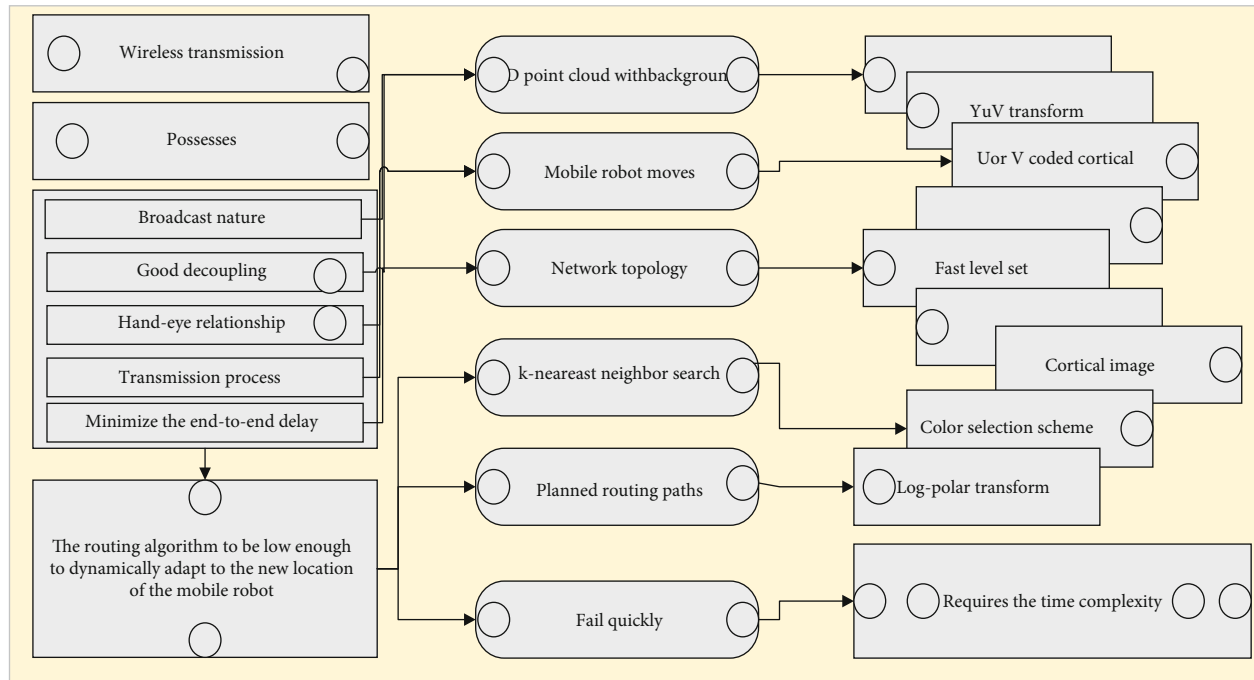 Wireless transmission
Possesses
Broadcast nature
Good decoupling
Hand-eye relationship
Transmission process
Minimize the end-to-end delay
The routing algorithm to be low enough
to dynamically adapt to the new location
of the mobile robot
D point cloud withbackground
Mobile robot moves
Network topology
k-neareast neighbor search
Planned routing paths
Fail quickly
YuV transform
Uor V coded cortical
Fast level set
Cortical image
Color selection scheme
Log-polar transform
Requires the time complexity